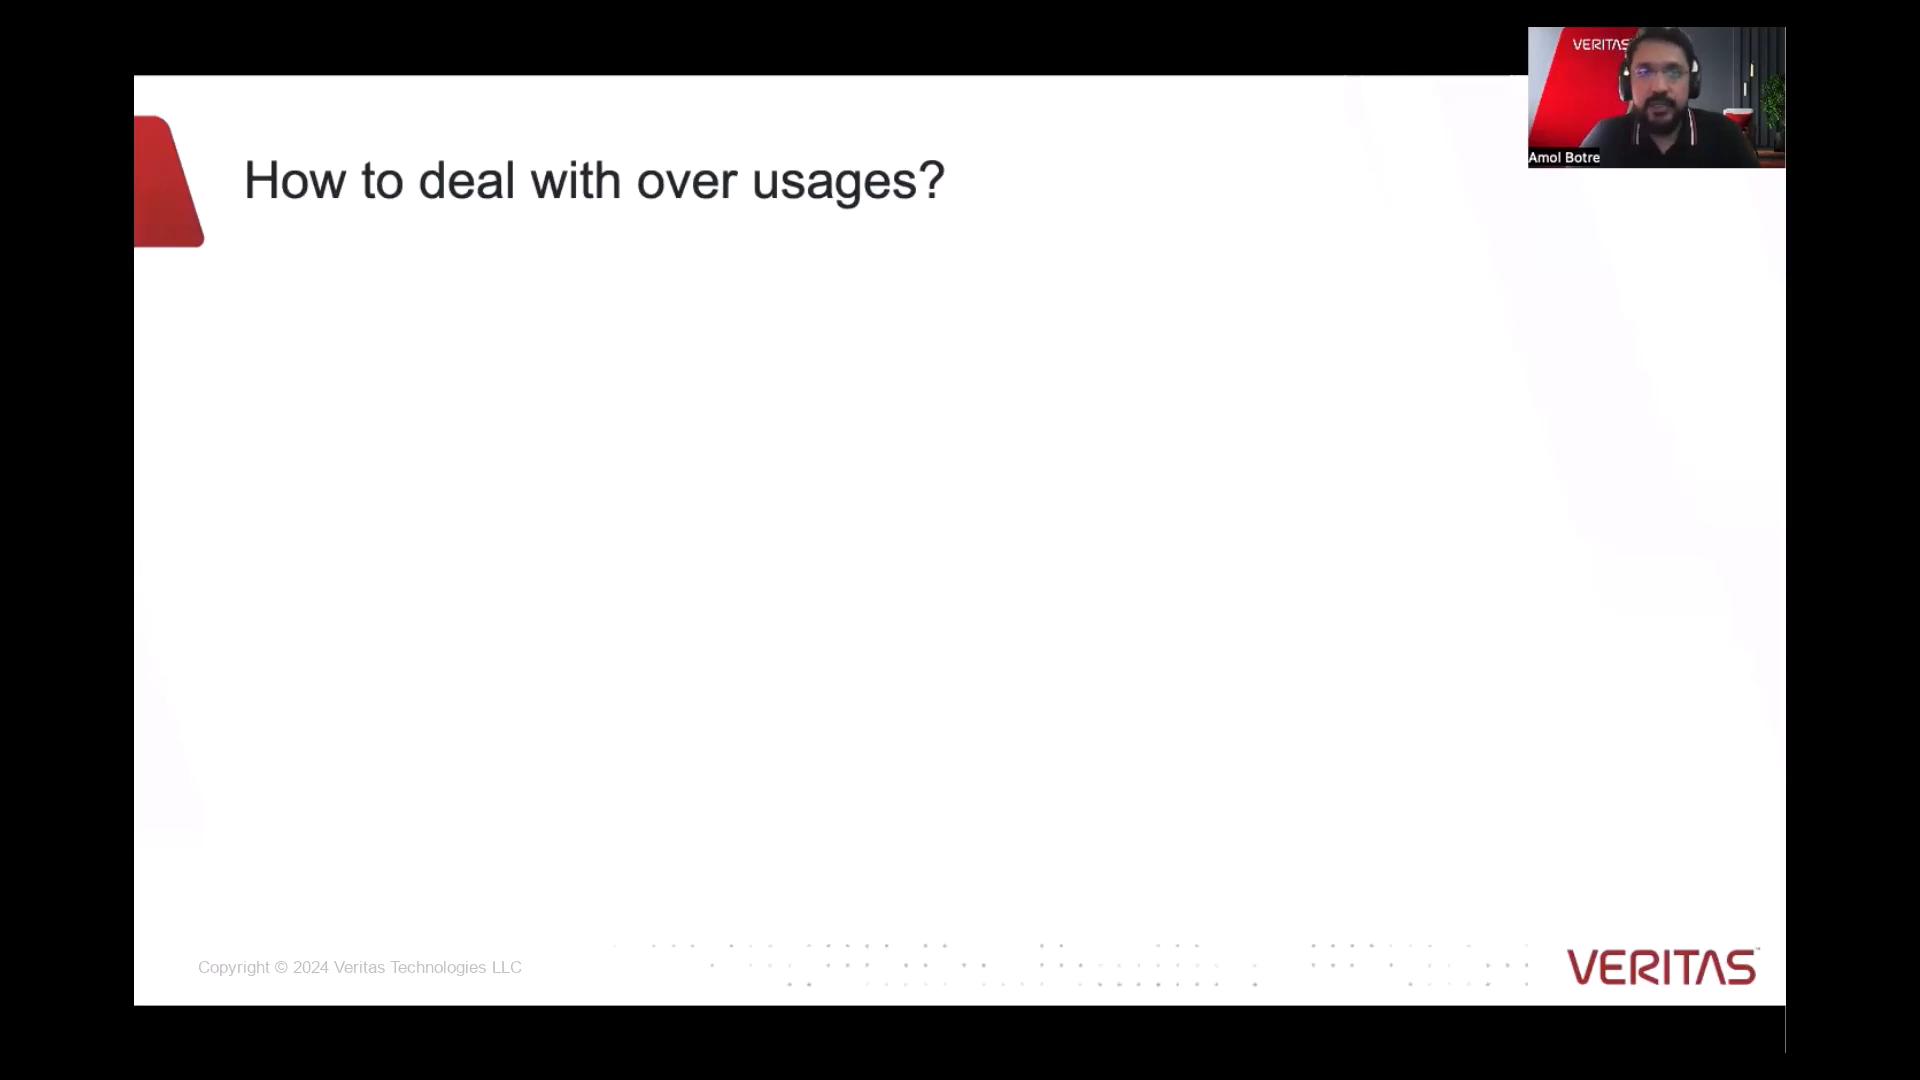 VERITAS
Amol Botre
How to deal with over usages?
Copyright © 2024 Veritas Technologies LLC
VERITAS